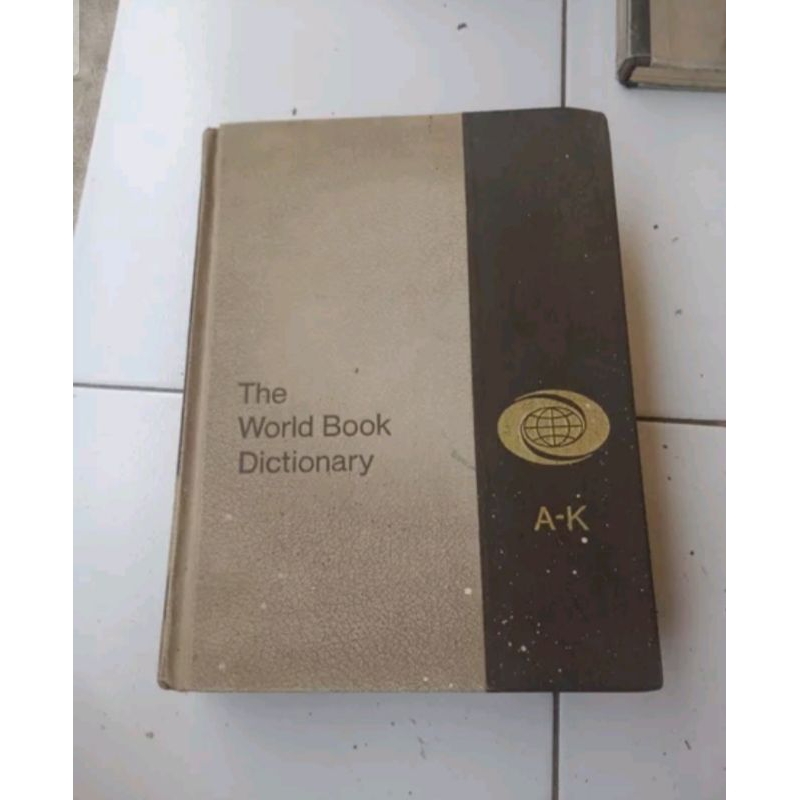 The
World Book
Dictionary
A-K